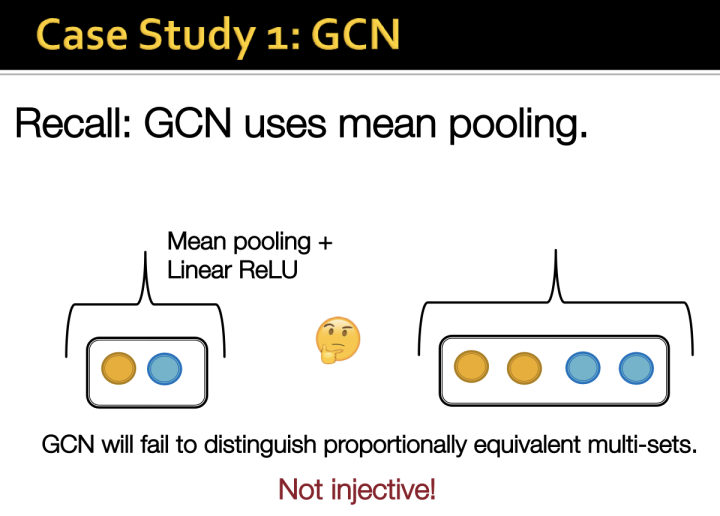 Case Study 1: GCN
Recall: GCN uses mean pooling.
Mean pooling +
Linear ReLU
GCN will fail to distinguish proportionally equivalent multi-sets.
Not injective!